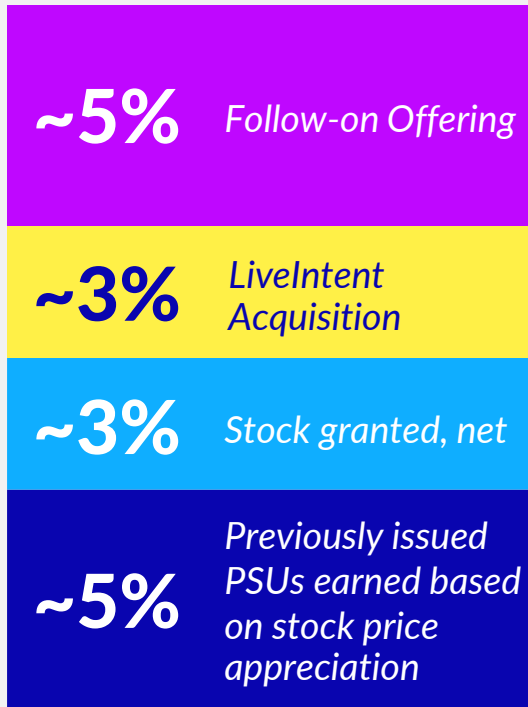 ~5% Follow-on Offering
~3% LiveIntent
Acquisition
~3% Stock granted, net
~5% Previously issued
PSUs earned based
on stock price
appreciation